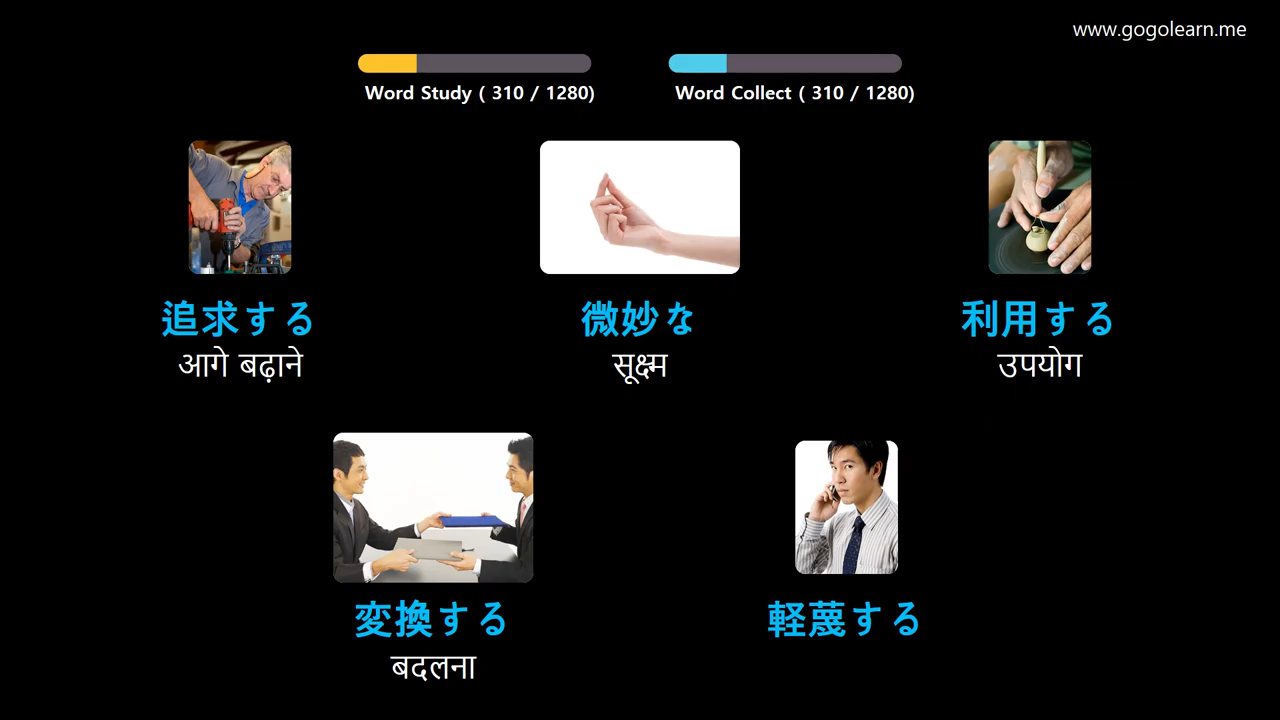 www.gogolearn.me
Word Study ( 310 / 1280)
Word Collect ( 310 / 1280)
追求する
आगे बढ़ाने
微妙な
सूक्ष्म
利用する
उपयोग
変換する
बदलना
軽蔑する